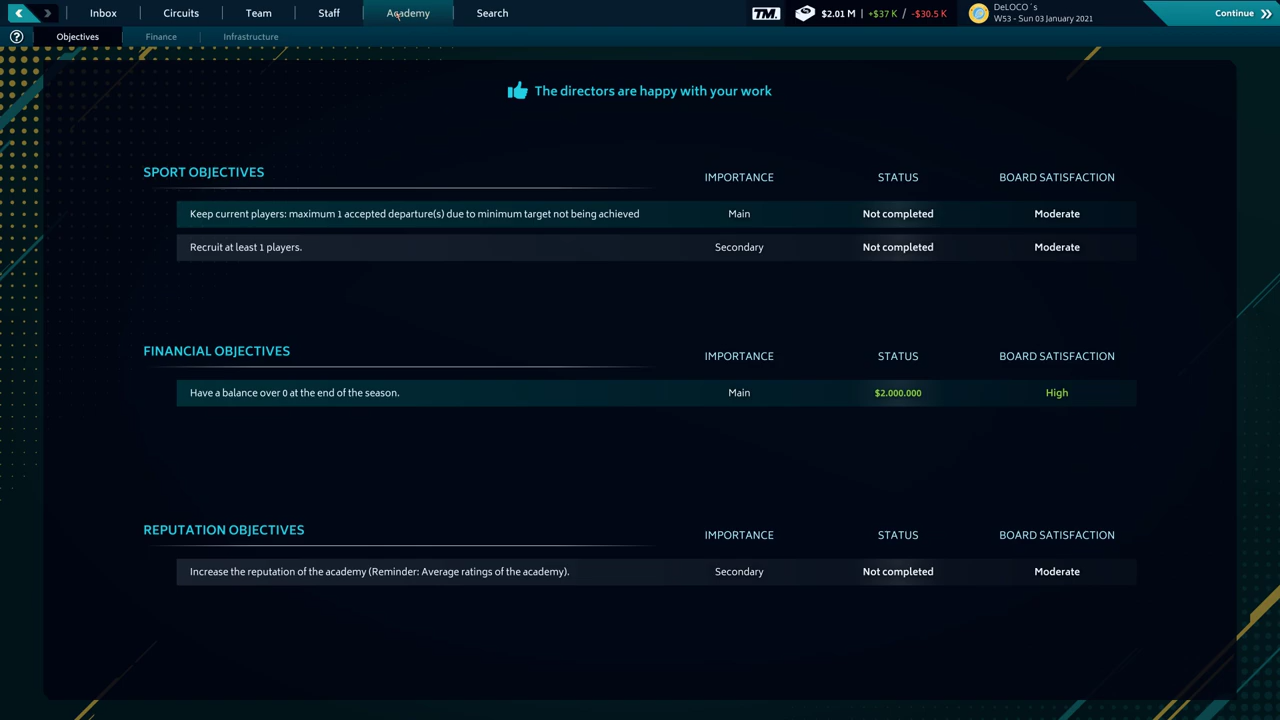 Inbox Circuits Team Staff Academy Search TM. $2.01 M | +$37 K / -$30.5 K DeLOCO´s Continue
W53 - Sun 03 January 2021
Objectives Finance Infrastructure
The directors are happy with your work
SPORT OBJECTIVES IMPORTANCE STATUS BOARD SATISFACTION
Keep current players: maximum 1 accepted departure(s) due to minimum target not being achieved Main Not completed Moderate
Recruit at least 1 players. Secondary Not completed Moderate
FINANCIAL OBJECTIVES IMPORTANCE STATUS BOARD SATISFACTION
Have a balance over 0 at the end of the season. Main $2.000.000 High
REPUTATION OBJECTIVES IMPORTANCE STATUS BOARD SATISFACTION
Increase the reputation of the academy (Reminder: Average ratings of the academy). Secondary Not completed Moderate